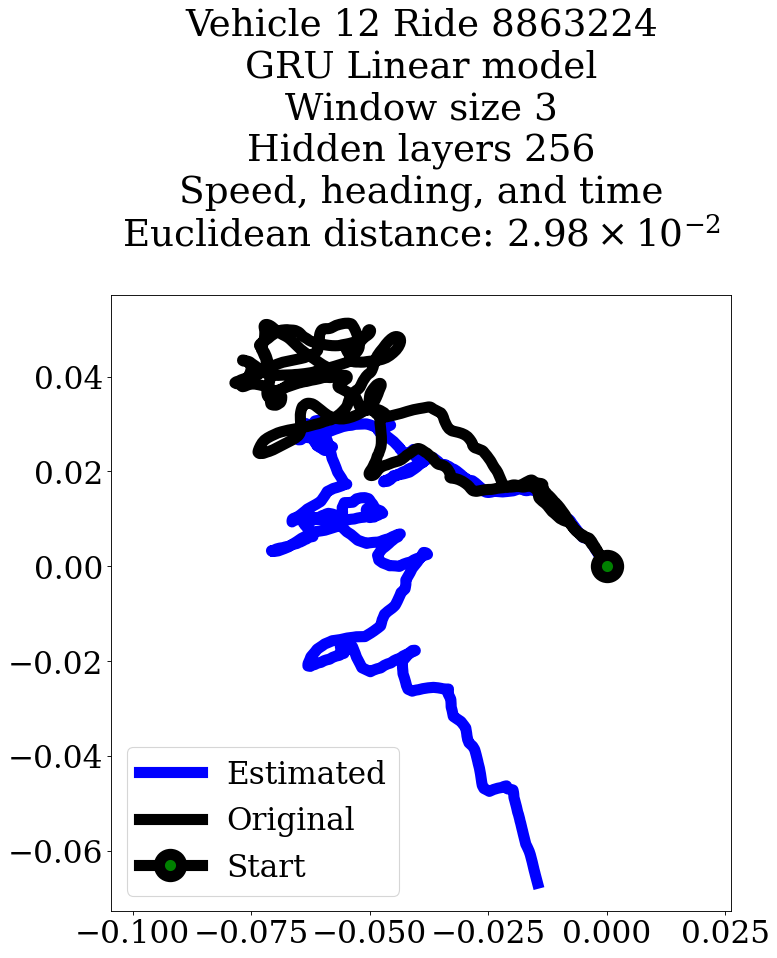 Vehicle 12 Ride 8863224
GRU Linear model
Window size 3
Hidden layers 256
Speed, heading, and time
Euclidean distance: 2.98 × 10⁻²
0.04
0.02
0.00
−0.02
−0.04
−0.06
Estimated
Original
Start
−0.100 −0.075 −0.050 −0.025 0.000 0.025